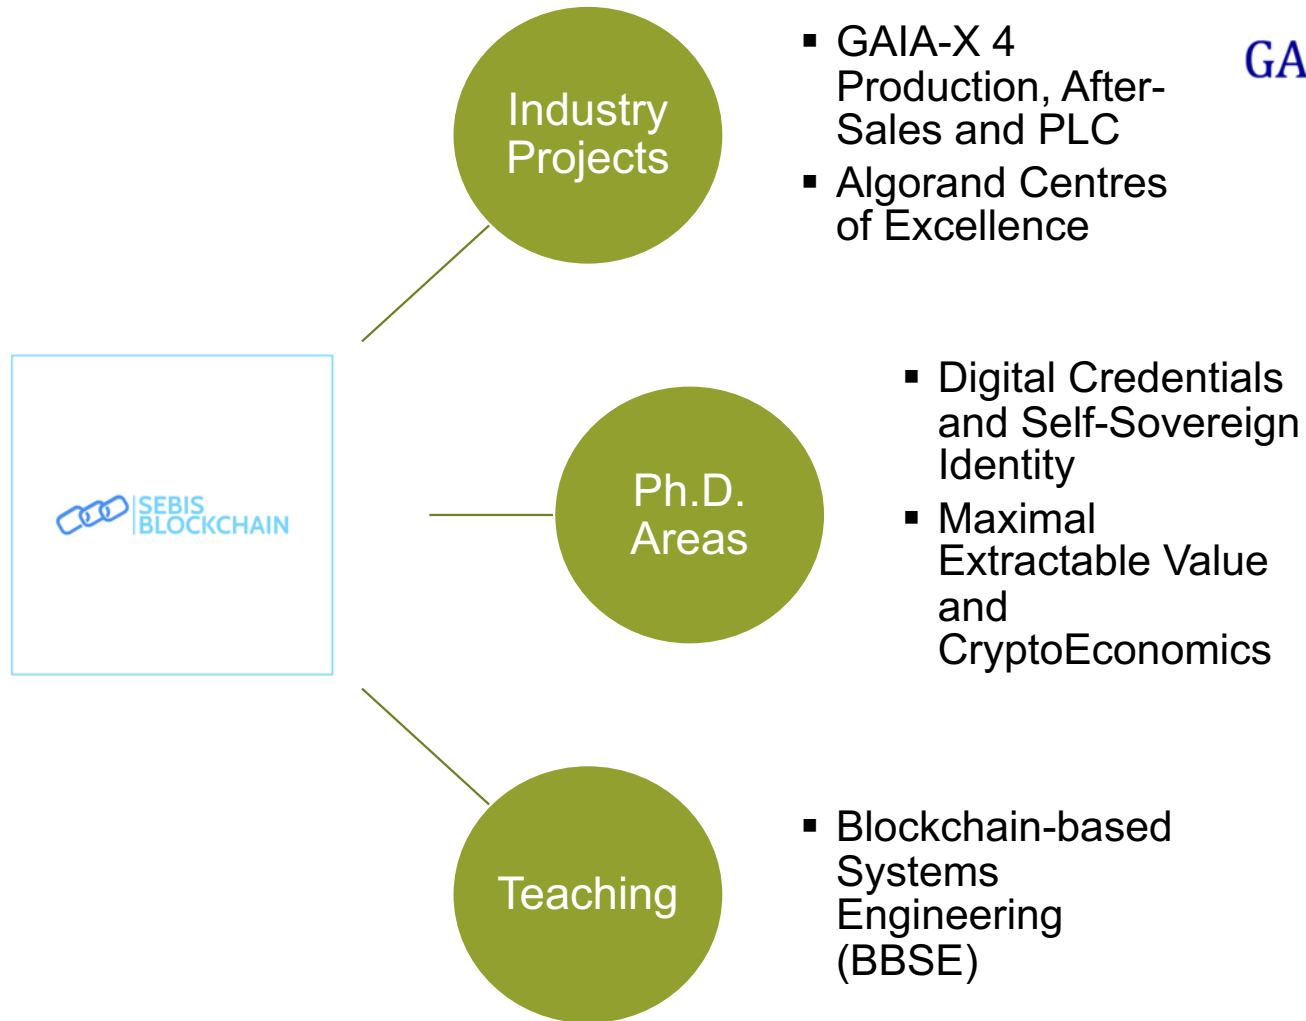 Industry
Projects
▪ GAIA-X 4
Production, After-
Sales and PLC
▪ Algorand Centres
of Excellence
GA
SEBIS
BLOCKCHAIN
Ph.D.
Areas
▪ Digital Credentials
and Self-Sovereign
Identity
▪ Maximal
Extractable Value
and
CryptoEconomics
Teaching
▪ Blockchain-based
Systems
Engineering
(BBSE)